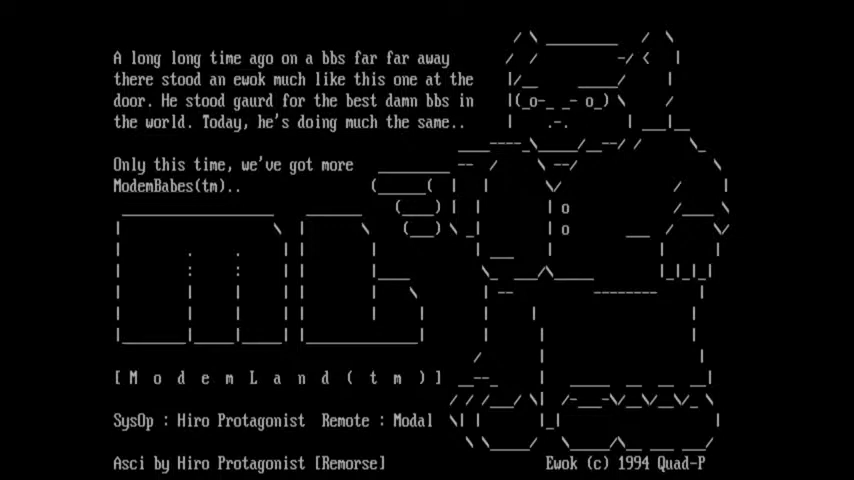 A long long time ago on a bbs far far away
there stood an ewok much like this one at the
door. He stood gaurd for the best damn bbs in
the world. Today, he's doing much the same..
Only this time, we've got more
ModemBabes(tm)..
mL
[ M o d e m L a n d ( t m ) ]
SysOp : Hiro Protagonist  Remote : Modal
Asci by Hiro Protagonist [Remorse]
Ewok (c) 1994 Quad-P